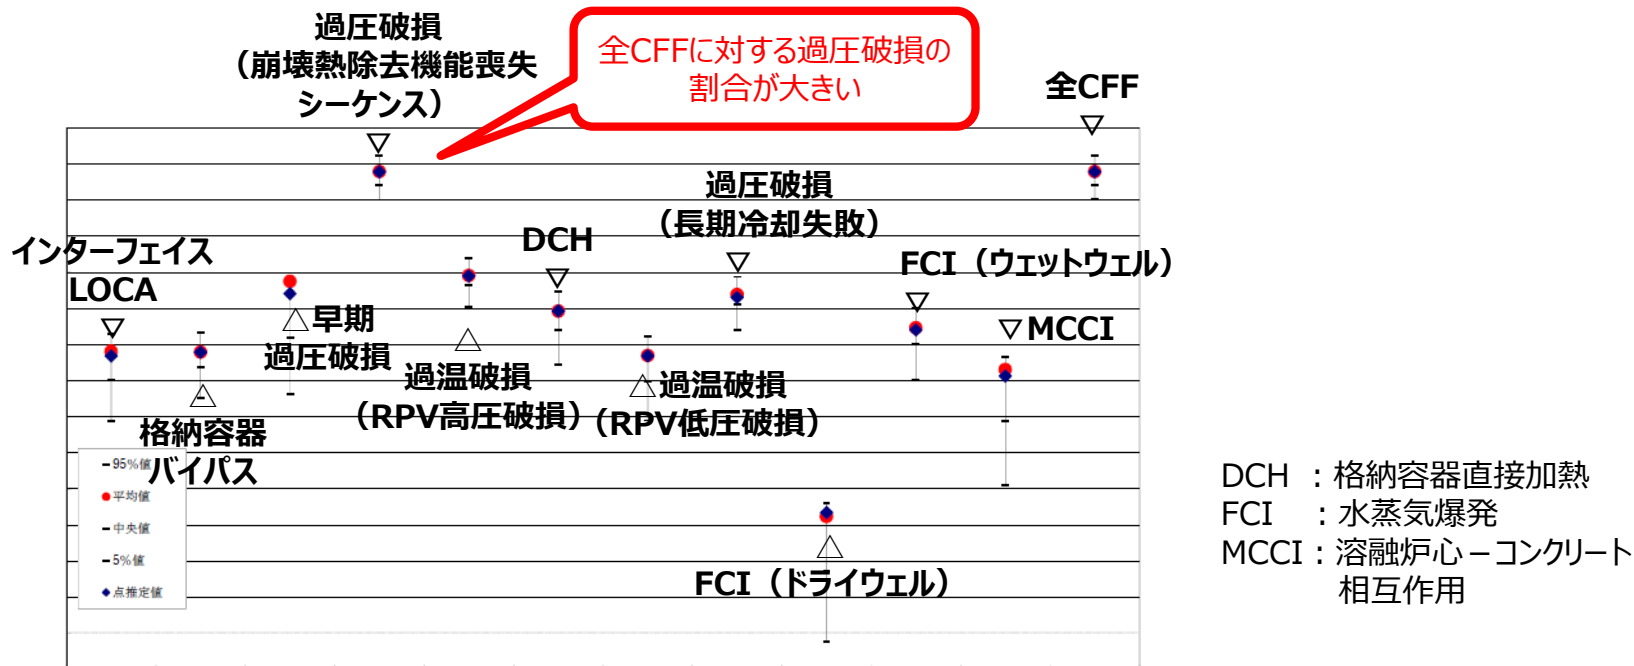 過圧破損
（崩壊熱除去機能喪失
シーケンス）
全CFFに対する過圧破損の
割合が大きい
全CFF
過圧破損
（長期冷却失敗）
インターフェイス
LOCA
DCH
FCI（ウェットウェル）
早期
過圧破損
MCCI
過温破損
（RPV高圧破損）
過温破損
（RPV低圧破損）
格納容器
バイパス
95%値
平均値
中央値
5%値
点推定値
FCI（ドライウェル）
DCH ：格納容器直接加熱
FCI ：水蒸気爆発
MCCI：溶融炉心－コンクリート
相互作用